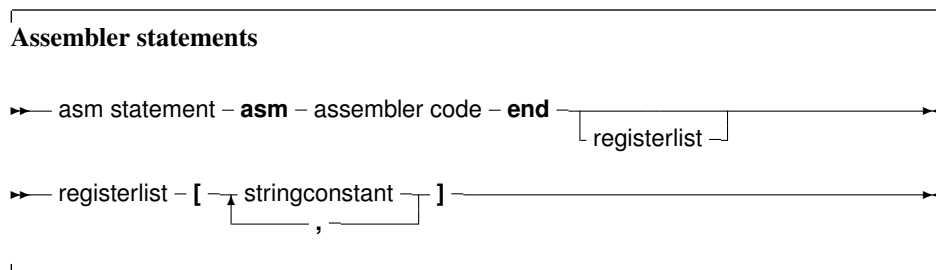 Assembler statements
asm statement – asm – assembler code – end
registerlist
registerlist – [ stringconstant ]
,